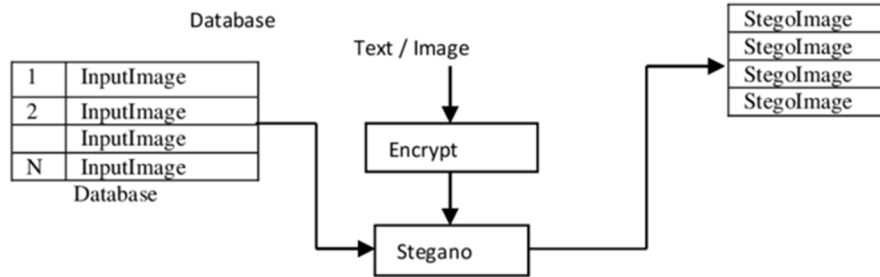 Database
Text / Image
1 InputImage
2 InputImage
InputImage
N InputImage
Database
Encrypt
Stegano
StegoImage
StegoImage
StegoImage
StegoImage